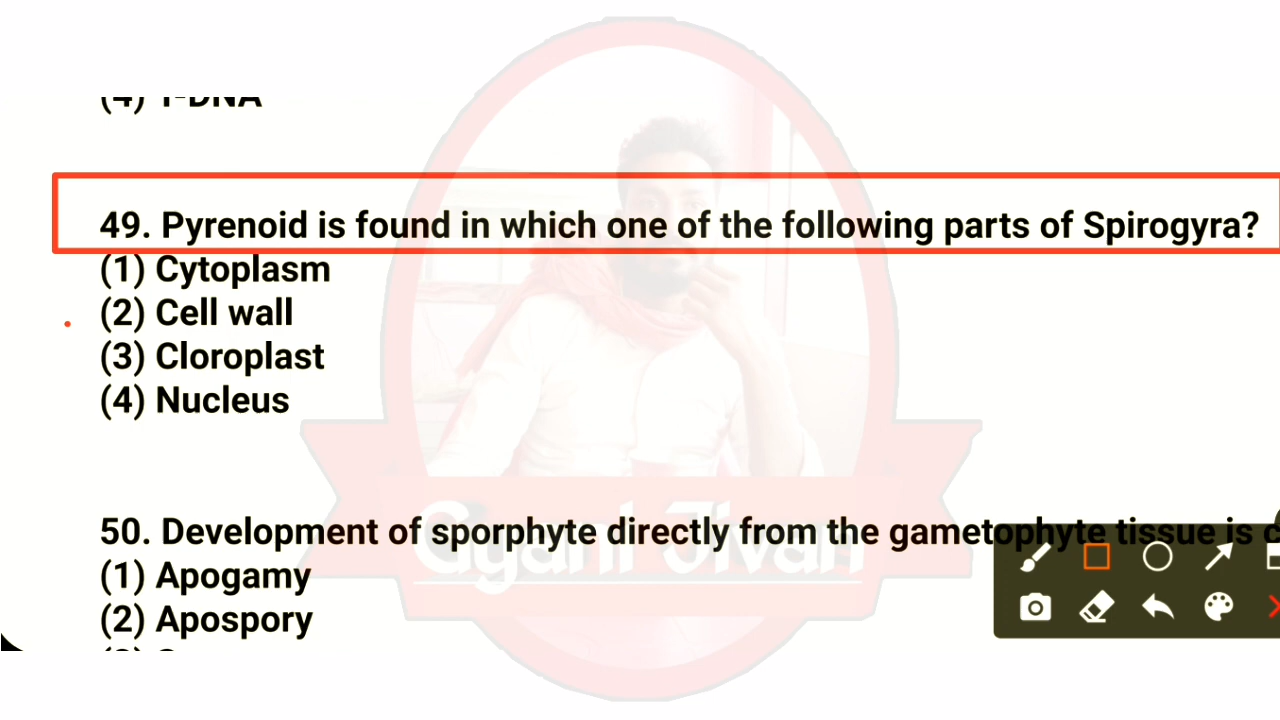 (4) T-DNA
49. Pyrenoid is found in which one of the following parts of Spirogyra?
(1) Cytoplasm
(2) Cell wall
(3) Cloroplast
(4) Nucleus
50. Development of sporphyte directly from the gametophyte tissue is
Gyani Jivan
(1) Apogamy
(2) Apospory